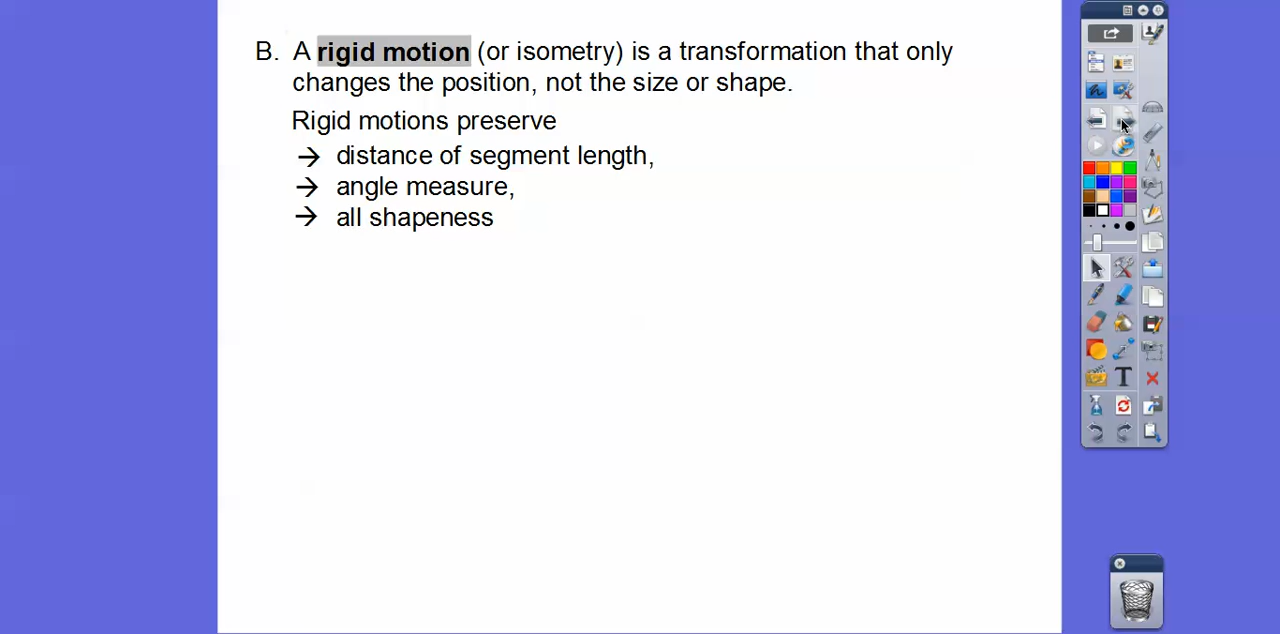 B. A rigid motion (or isometry) is a transformation that only
changes the position, not the size or shape.
Rigid motions preserve
→ distance of segment length,
→ angle measure,
→ all shapeness
T